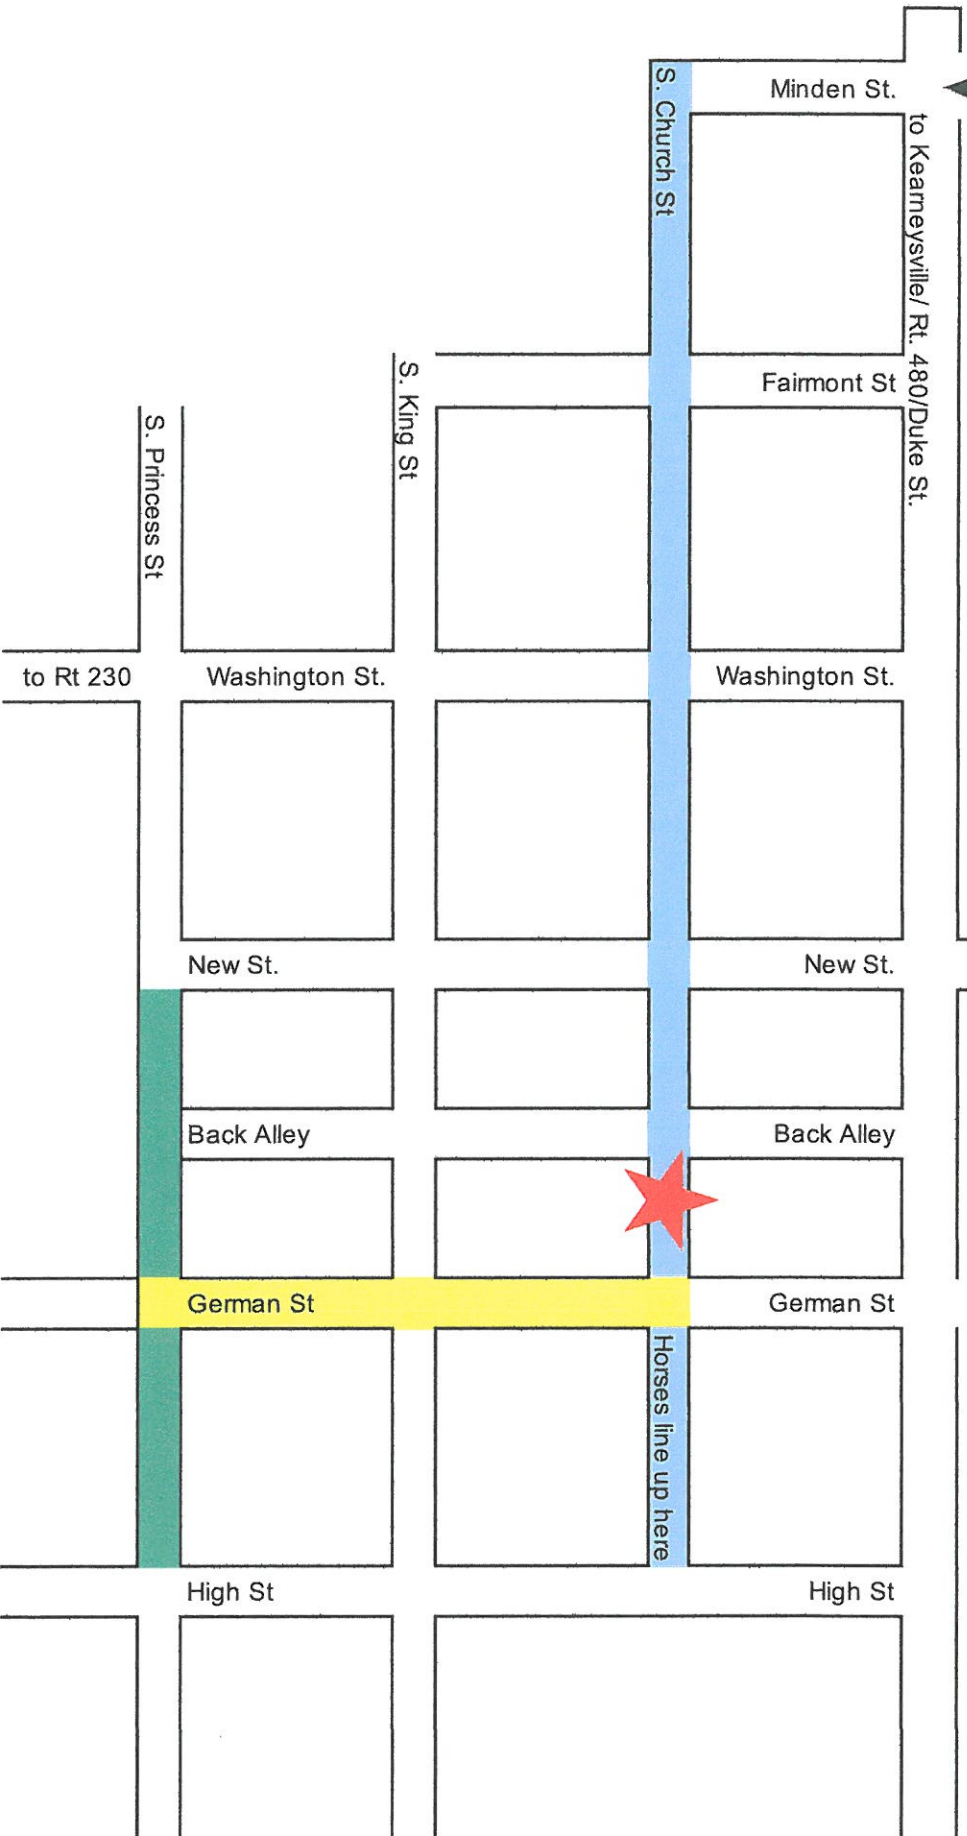 Minden St.
S. Church St
to Kearneysville/ Rt. 480/Duke St.
Fairmont St
S. King St
S. Princess St
to Rt 230
Washington St.
Washington St.
New St.
New St.
Back Alley
Back Alley
German St
German St
Horses line up here
High St
High St